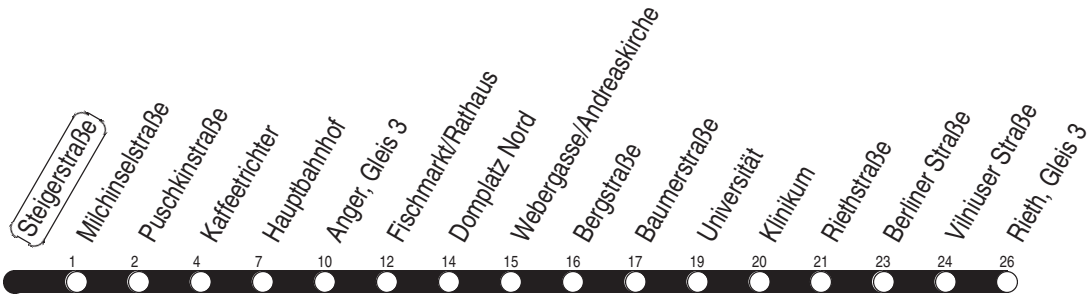 Steigerstraße
Milchinselstraße
Puschkinstraße
Kaffeetrichter
Hauptbahnhof
Anger, Gleis 3
Fischmarkt/Rathaus
Domplatz Nord
Webergasse/Andreaskirche
Bergstraße
Baumerstraße
Universität
Klinikum
Riethstraße
Berliner Straße
Vilniuser Straße
Rieth, Gleis 3
1 2 4 7 10 12 14 15 16 17 19 20 21 23 24 26